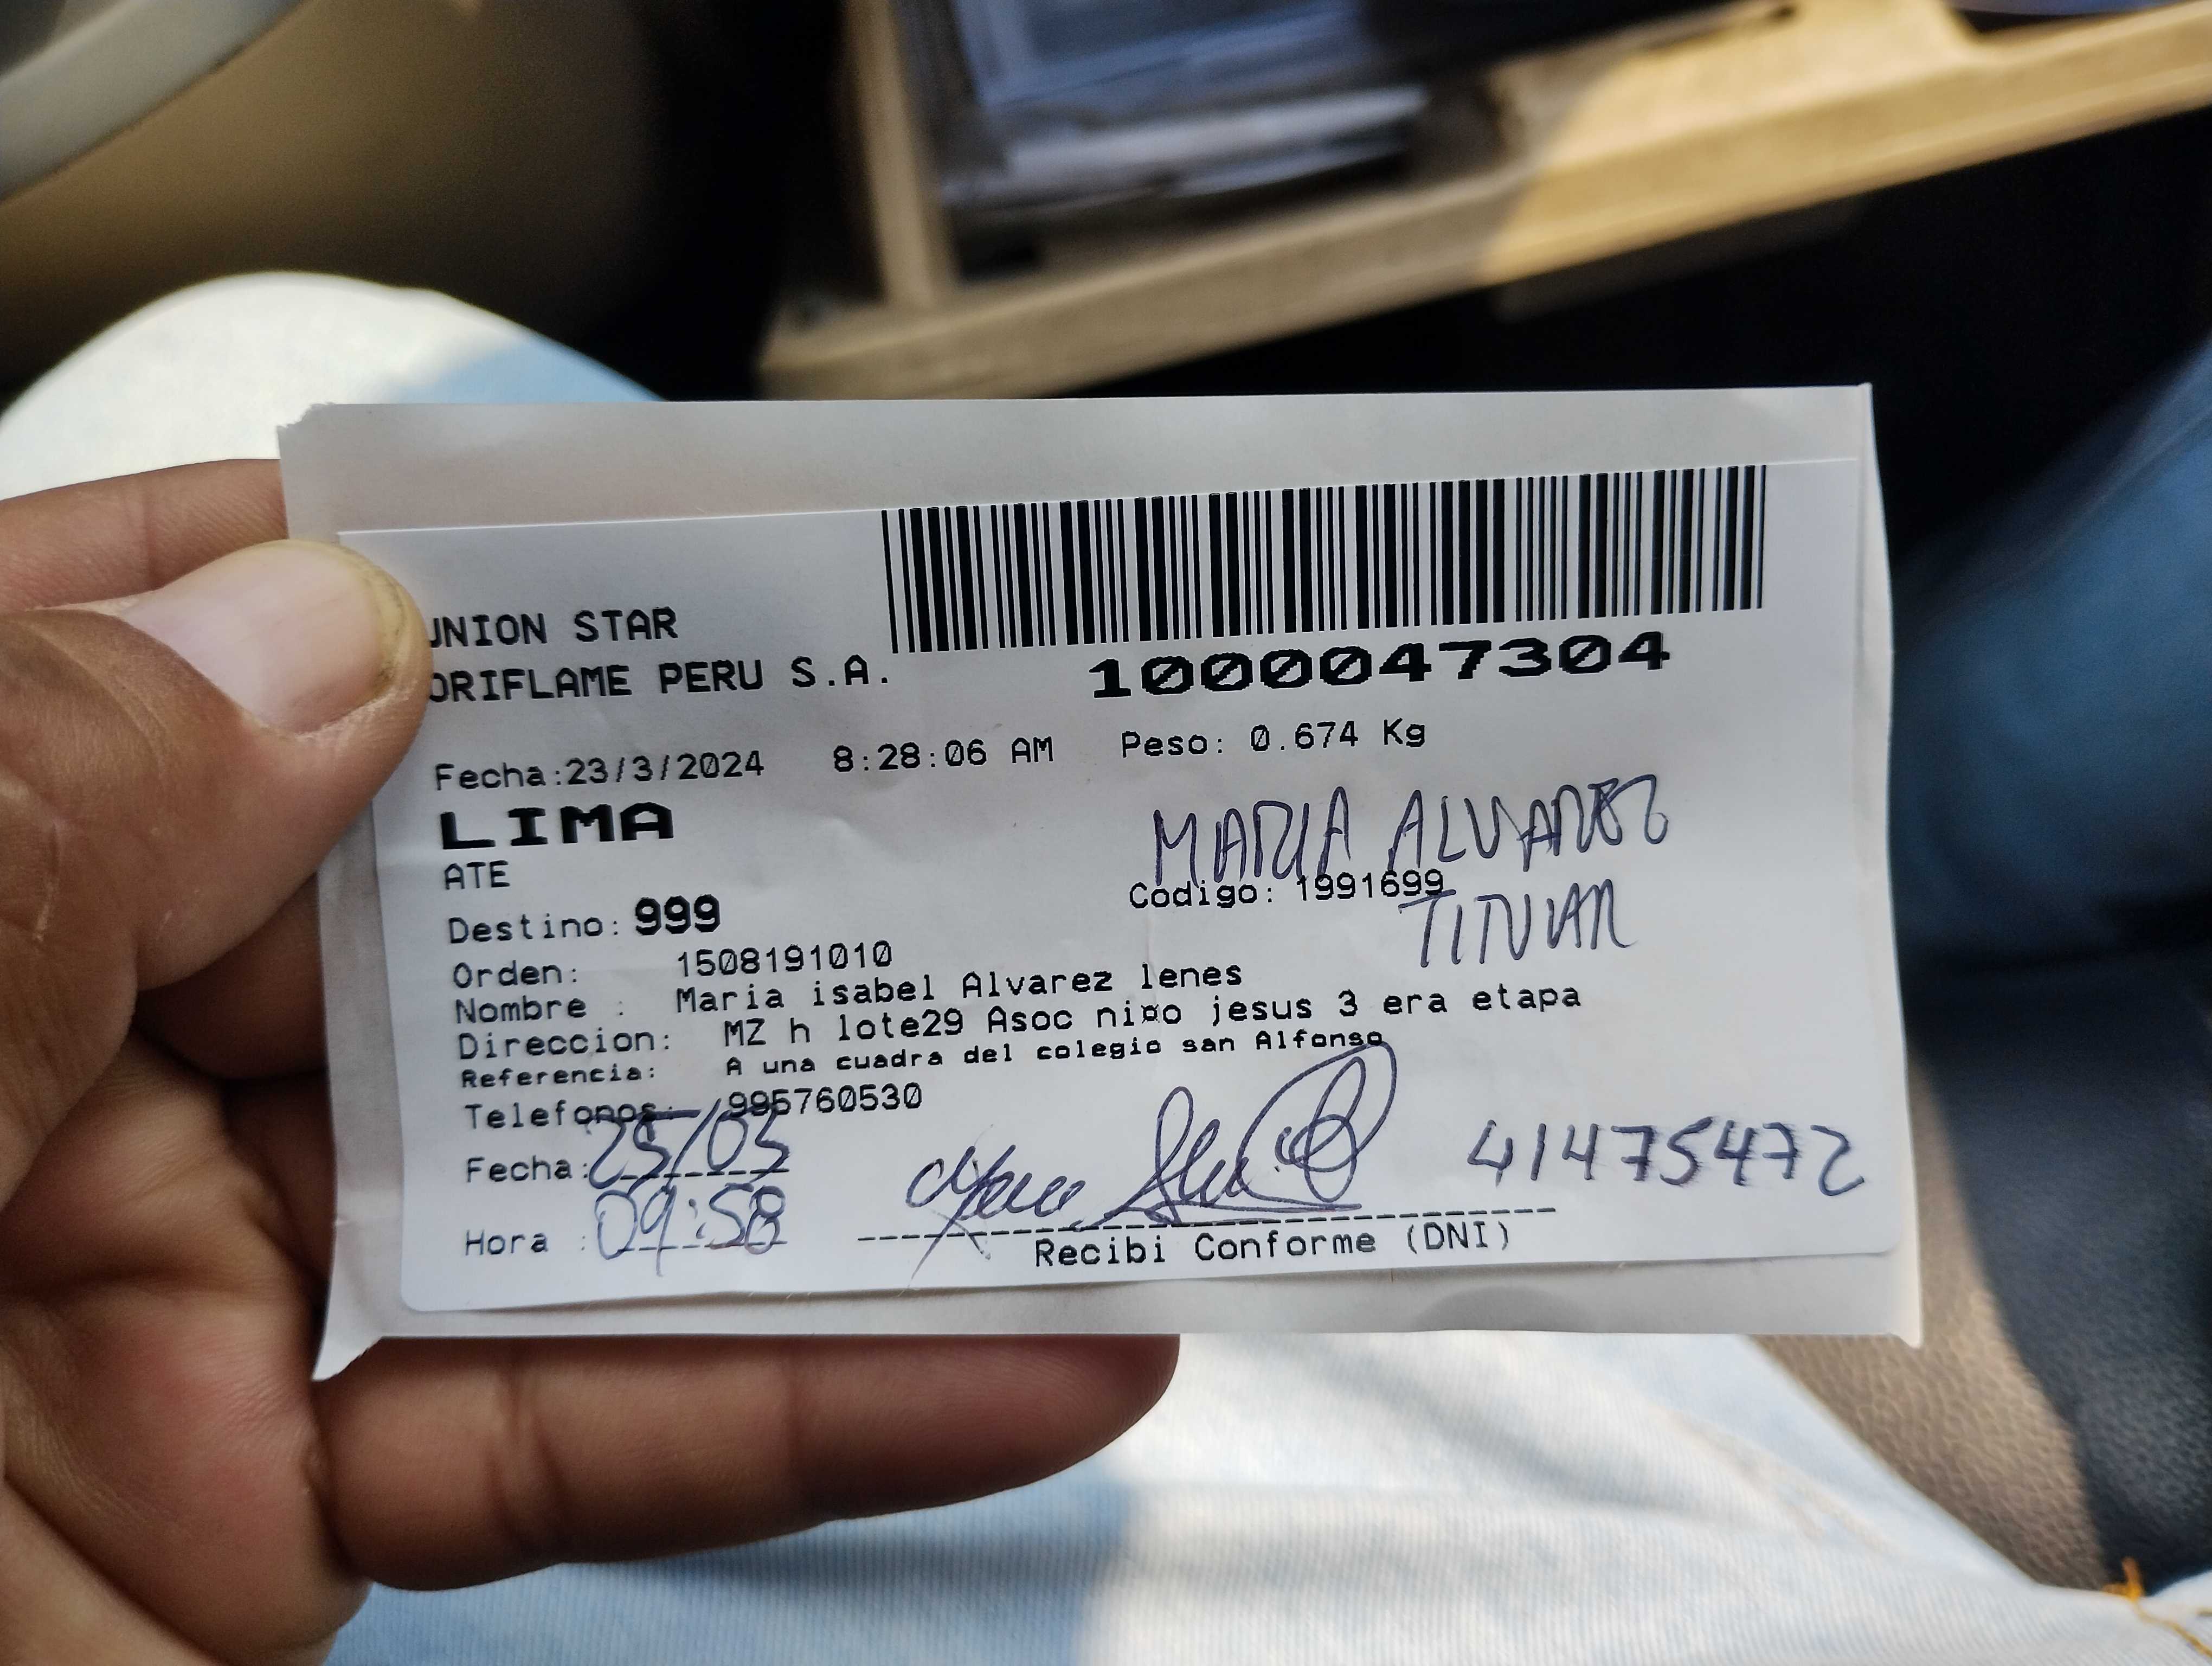 UNION STAR
ORIFLAME PERU S.A.
1000047304
Fecha:23/3/2024 8:28:06 AM Peso: 0.674 Kg
LIMA
MARIA ALVAREZ
ATE
Codigo: 1991699
TITULAR
Destino: 999
Orden: 1508191010
Nombre : Maria isabel Alvarez lenes
Direccion: MZ h lote29 Asoc ni¤o jesus 3 era etapa
Referencia: A una cuadra del colegio san Alfonso
Telefonos: 995760530
Fecha: 25/03
41475472
Hora : 09:58
Recibi Conforme (DNI)